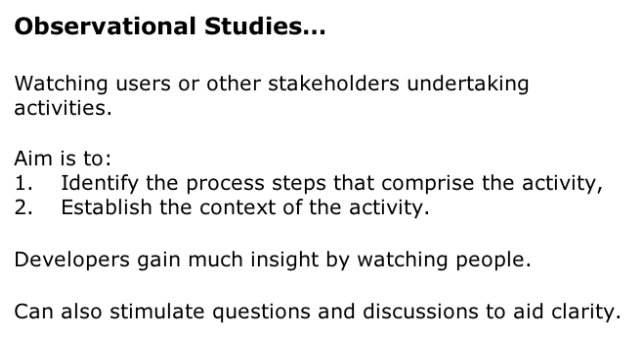 Observational Studies...
Watching users or other stakeholders undertaking
activities.
Aim is to:
1. Identify the process steps that comprise the activity,
2. Establish the context of the activity.
Developers gain much insight by watching people.
Can also stimulate questions and discussions to aid clarity.